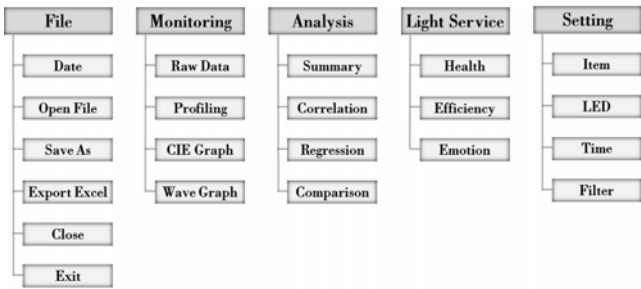 File
Date
Open File
Save As
Export Excel
Close
Exit
Monitoring
Raw Data
Profiling
CIE Graph
Wave Graph
Analysis
Summary
Correlation
Regression
Comparison
Light Service
Health
Efficiency
Emotion
Setting
Item
LED
Time
Filter